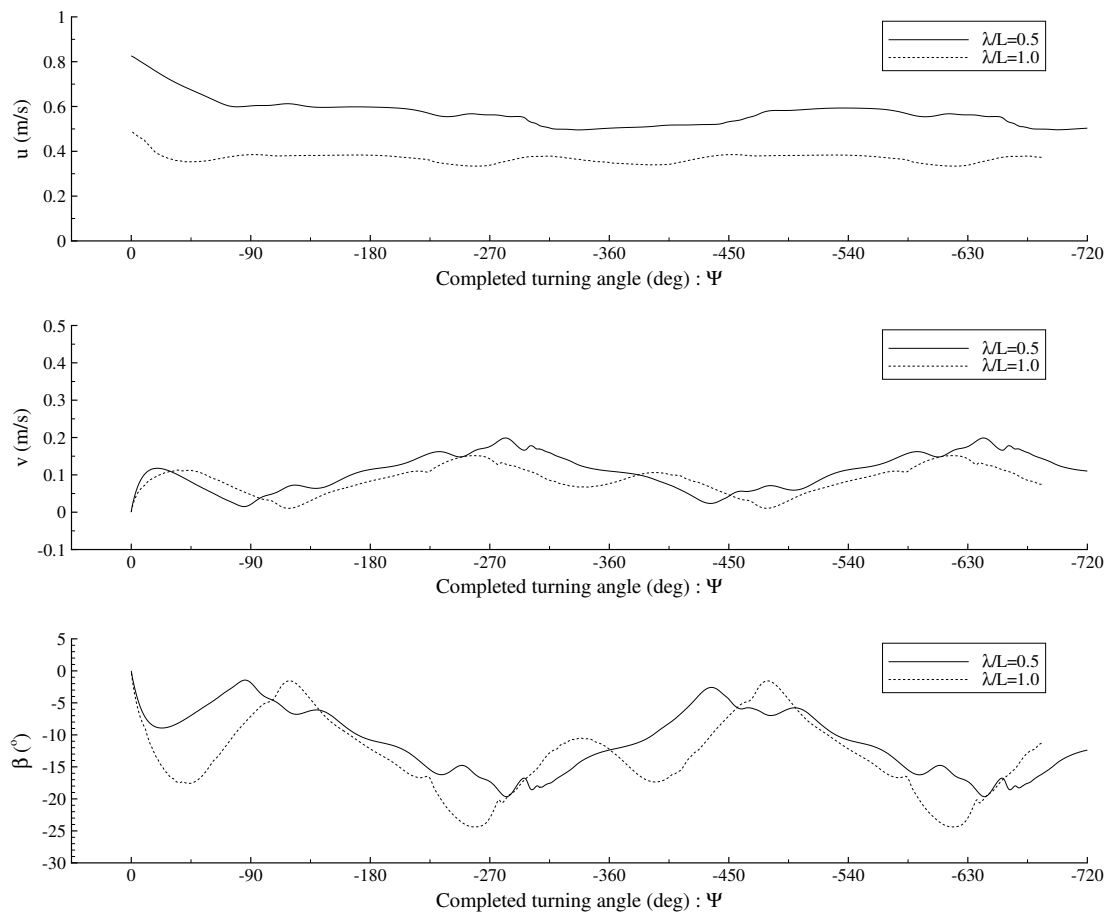 1
0.8
0.6
0.4
0.2
0
u (m/s)
λ/L=0.5
λ/L=1.0
0 -90 -180 -270 -360 -450 -540 -630 -720
Completed turning angle (deg) : Ψ
0.5
0.4
0.3
0.2
0.1
0
-0.1
v (m/s)
λ/L=0.5
λ/L=1.0
0 -90 -180 -270 -360 -450 -540 -630 -720
Completed turning angle (deg) : Ψ
5
0
-5
-10
-15
-20
-25
-30
β (°)
λ/L=0.5
λ/L=1.0
0 -90 -180 -270 -360 -450 -540 -630 -720
Completed turning angle (deg) : Ψ